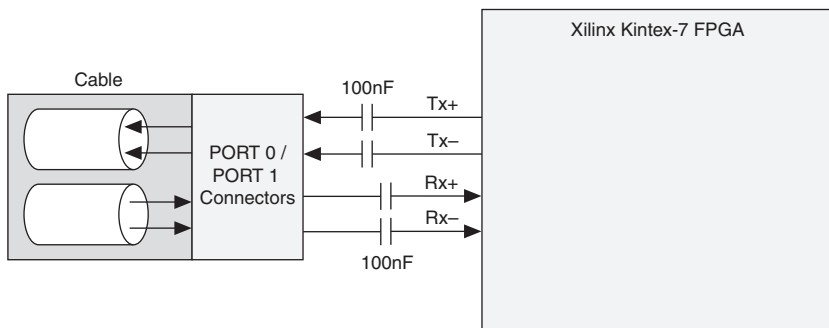 Xilinx Kintex-7 FPGA
Cable
100nF
Tx+
Tx–
PORT 0 /
PORT 1
Connectors
Rx+
Rx–
100nF